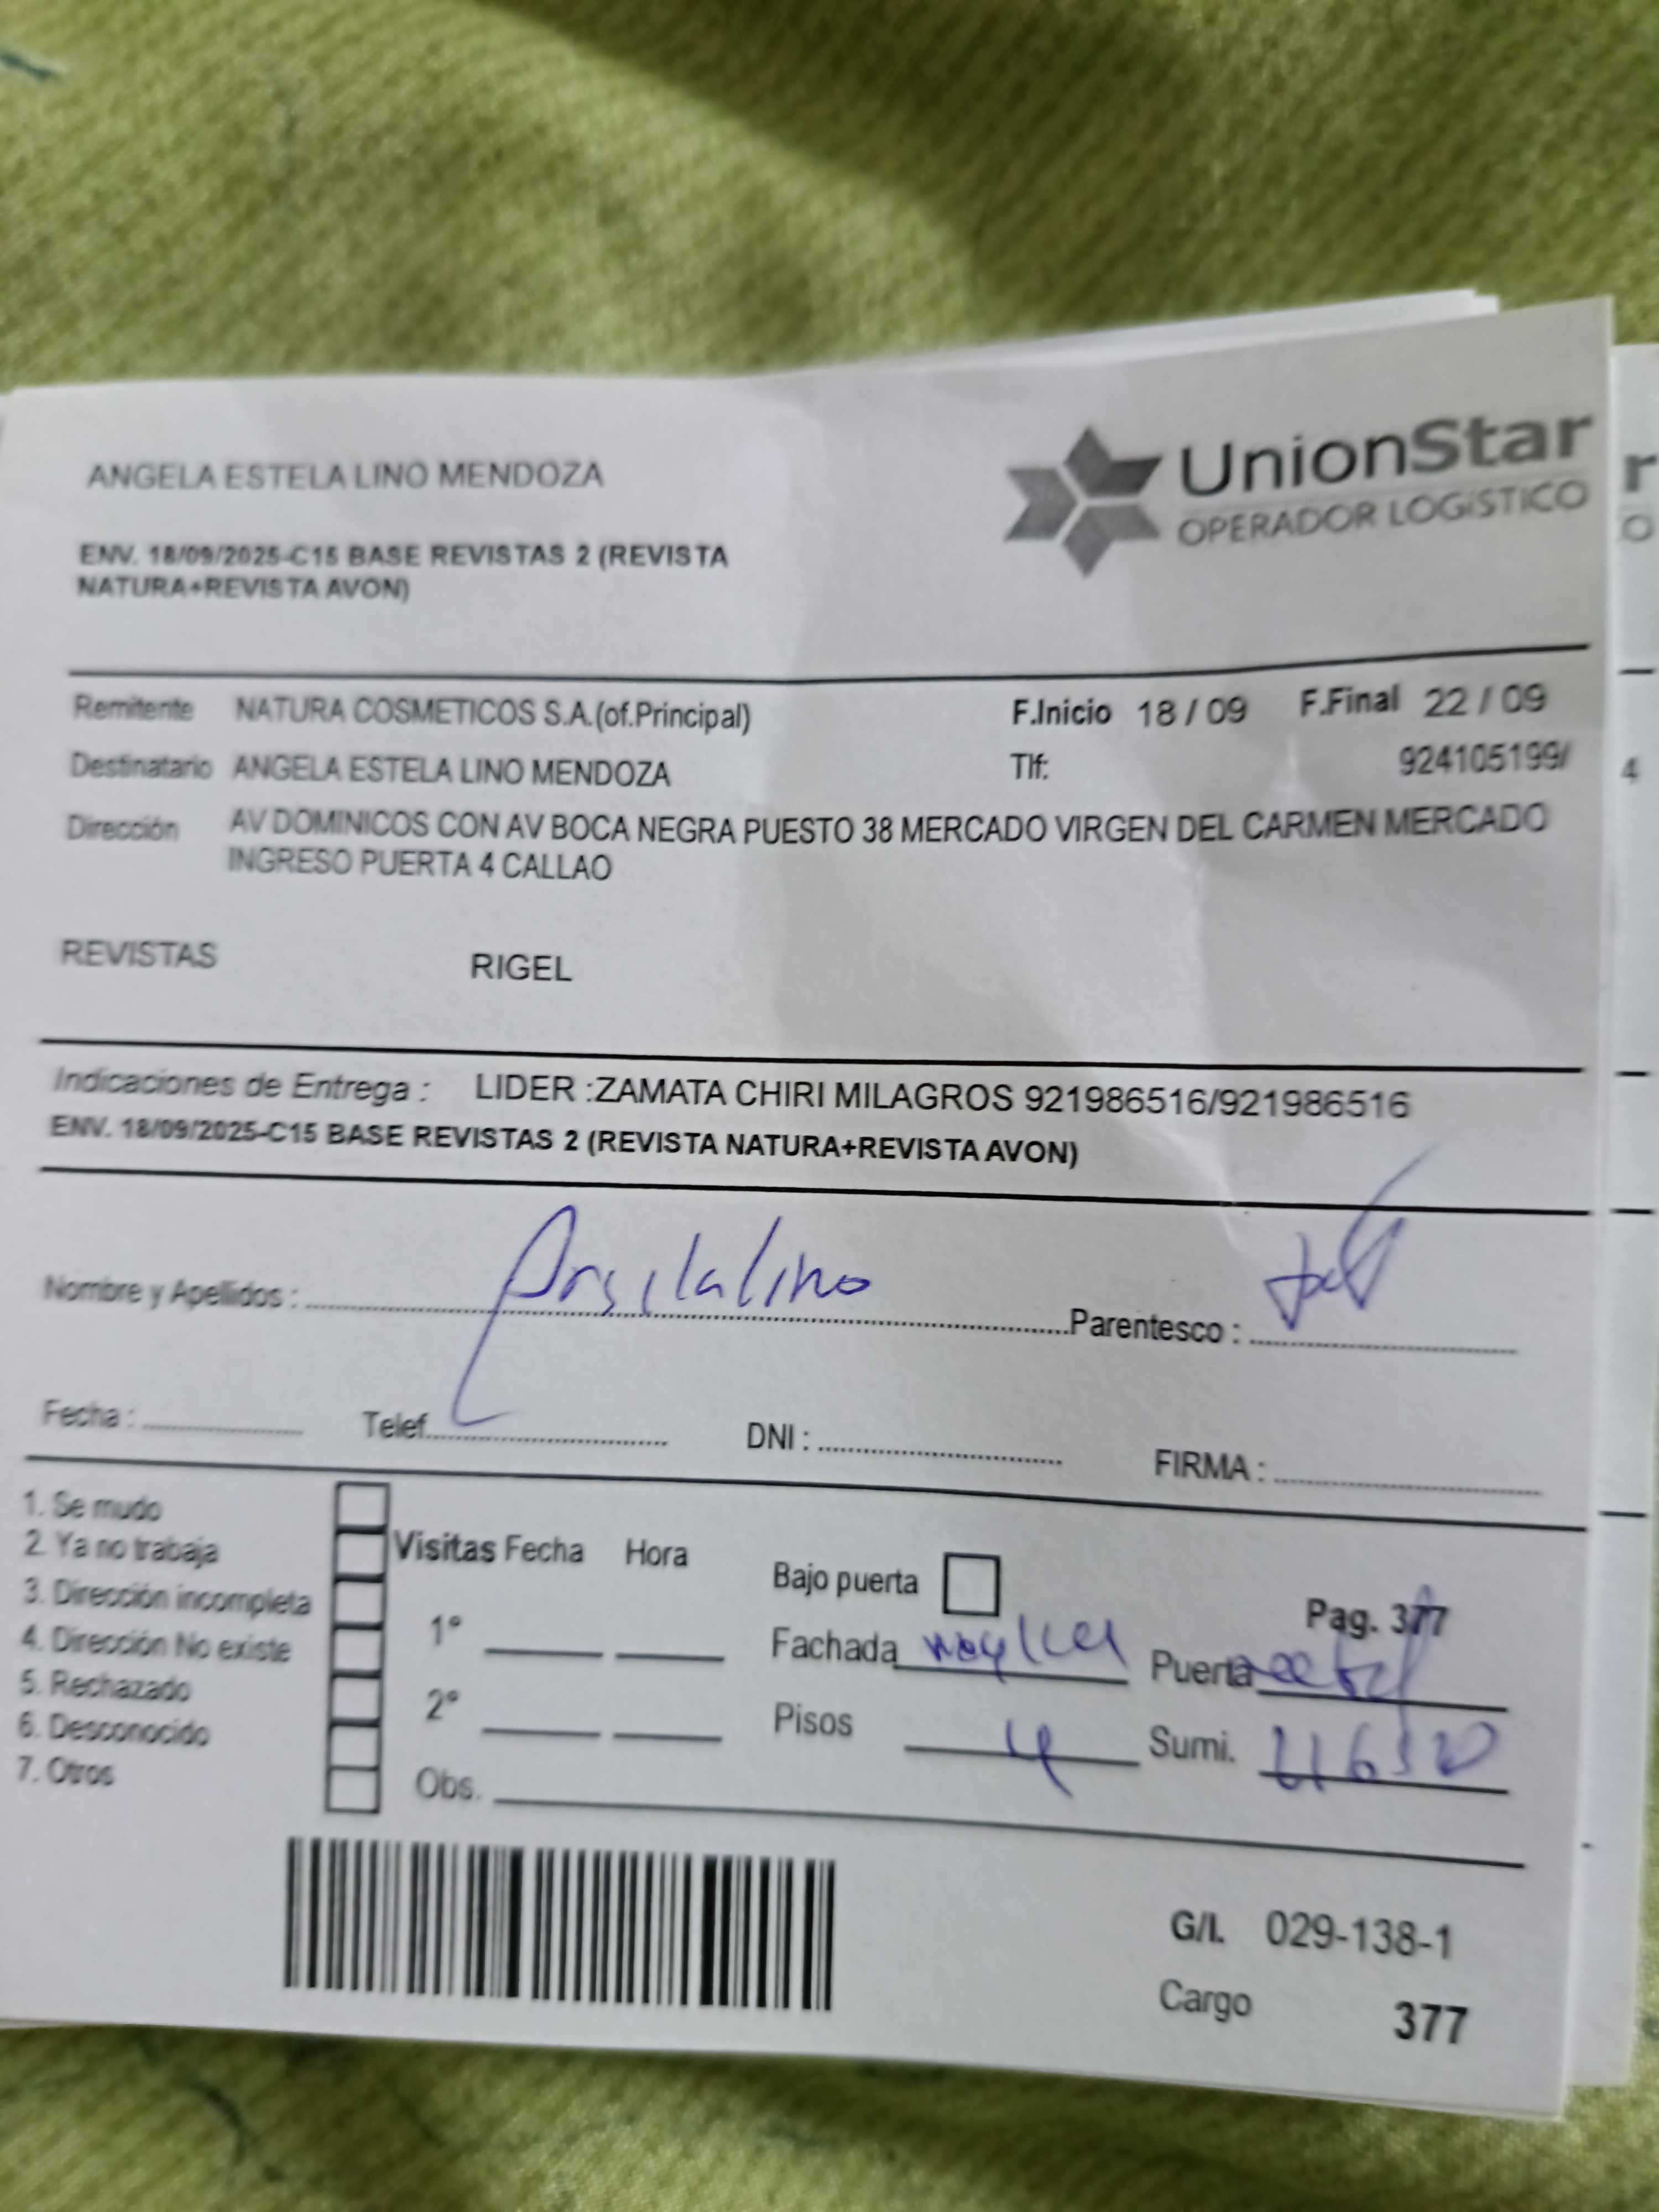 ANGELA ESTELA LINO MENDOZA
UnionStar
OPERADOR LOGÍSTICO
ENV. 18/09/2025-C15 BASE REVISTAS 2 (REVISTA
NATURA+REVISTA AVON)
Remitente NATURA COSMETICOS S.A.(of.Principal) F.Inicio 18 / 09 F.Final 22 / 09
Destinatario ANGELA ESTELA LINO MENDOZA Tlf: 924105199/
Dirección AV DOMINICOS CON AV BOCA NEGRA PUESTO 38 MERCADO VIRGEN DEL CARMEN MERCADO
INGRESO PUERTA 4 CALLAO
REVISTAS RIGEL
Indicaciones de Entrega : LIDER :ZAMATA CHIRI MILAGROS 921986516/921986516
ENV. 18/09/2025-C15 BASE REVISTAS 2 (REVISTA NATURA+REVISTA AVON)
Nombre y Apellidos : lino Parentesco :
Fecha : Telef. DNI : FIRMA :
1. Se mudo
2. Ya no trabaja
3. Dirección incompleta
4. Dirección No existe
5. Rechazado
6. Desconocido
7. Otros
Visitas Fecha Hora
1°
2°
Obs.
Bajo puerta
Pag. 377
Fachada Puerta
Pisos 4 Sumi.
G/I. 029-138-1
Cargo 377
r
O
4